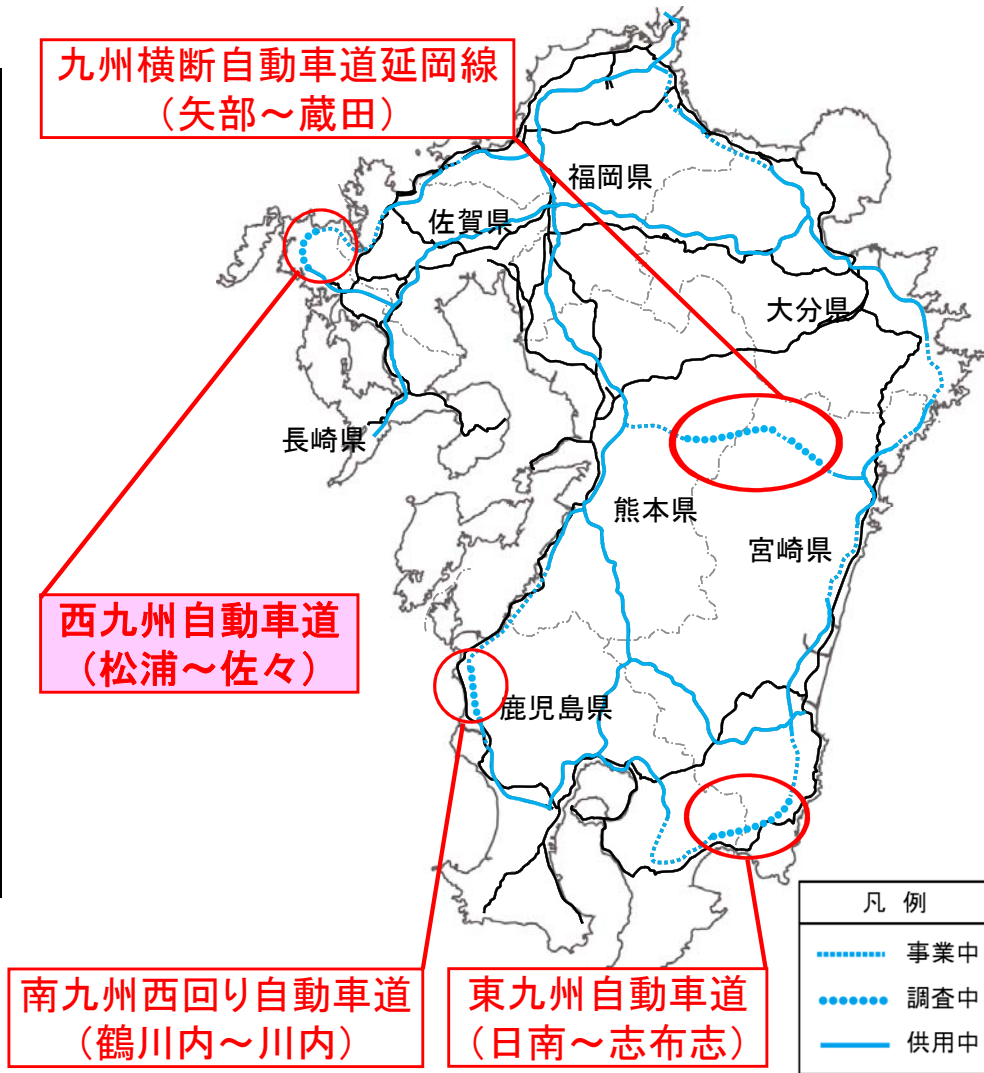 九州横断自動車道延岡線
（矢部～蔵田）
福岡県
佐賀県
大分県
長崎県
熊本県
宮崎県
西九州自動車道
（松浦～佐々）
鹿児島県
南九州西回り自動車道
（鶴川内～川内）
東九州自動車道
（日南～志布志）
凡 例
事業中
調査中
供用中